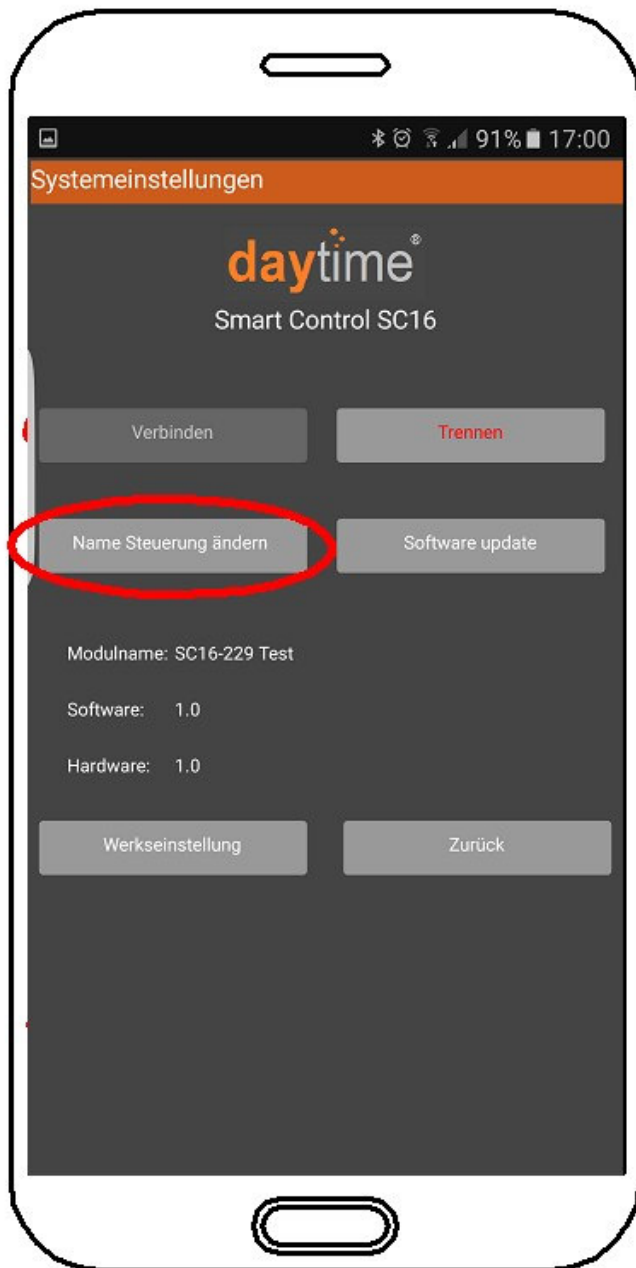 91% 17:00
Systemeinstellungen
daytime®
Smart Control SC16
Verbinden Trennen
Name Steuerung ändern Software update
Modulname: SC16-229 Test
Software: 1.0
Hardware: 1.0
Werkseinstellung Zurück